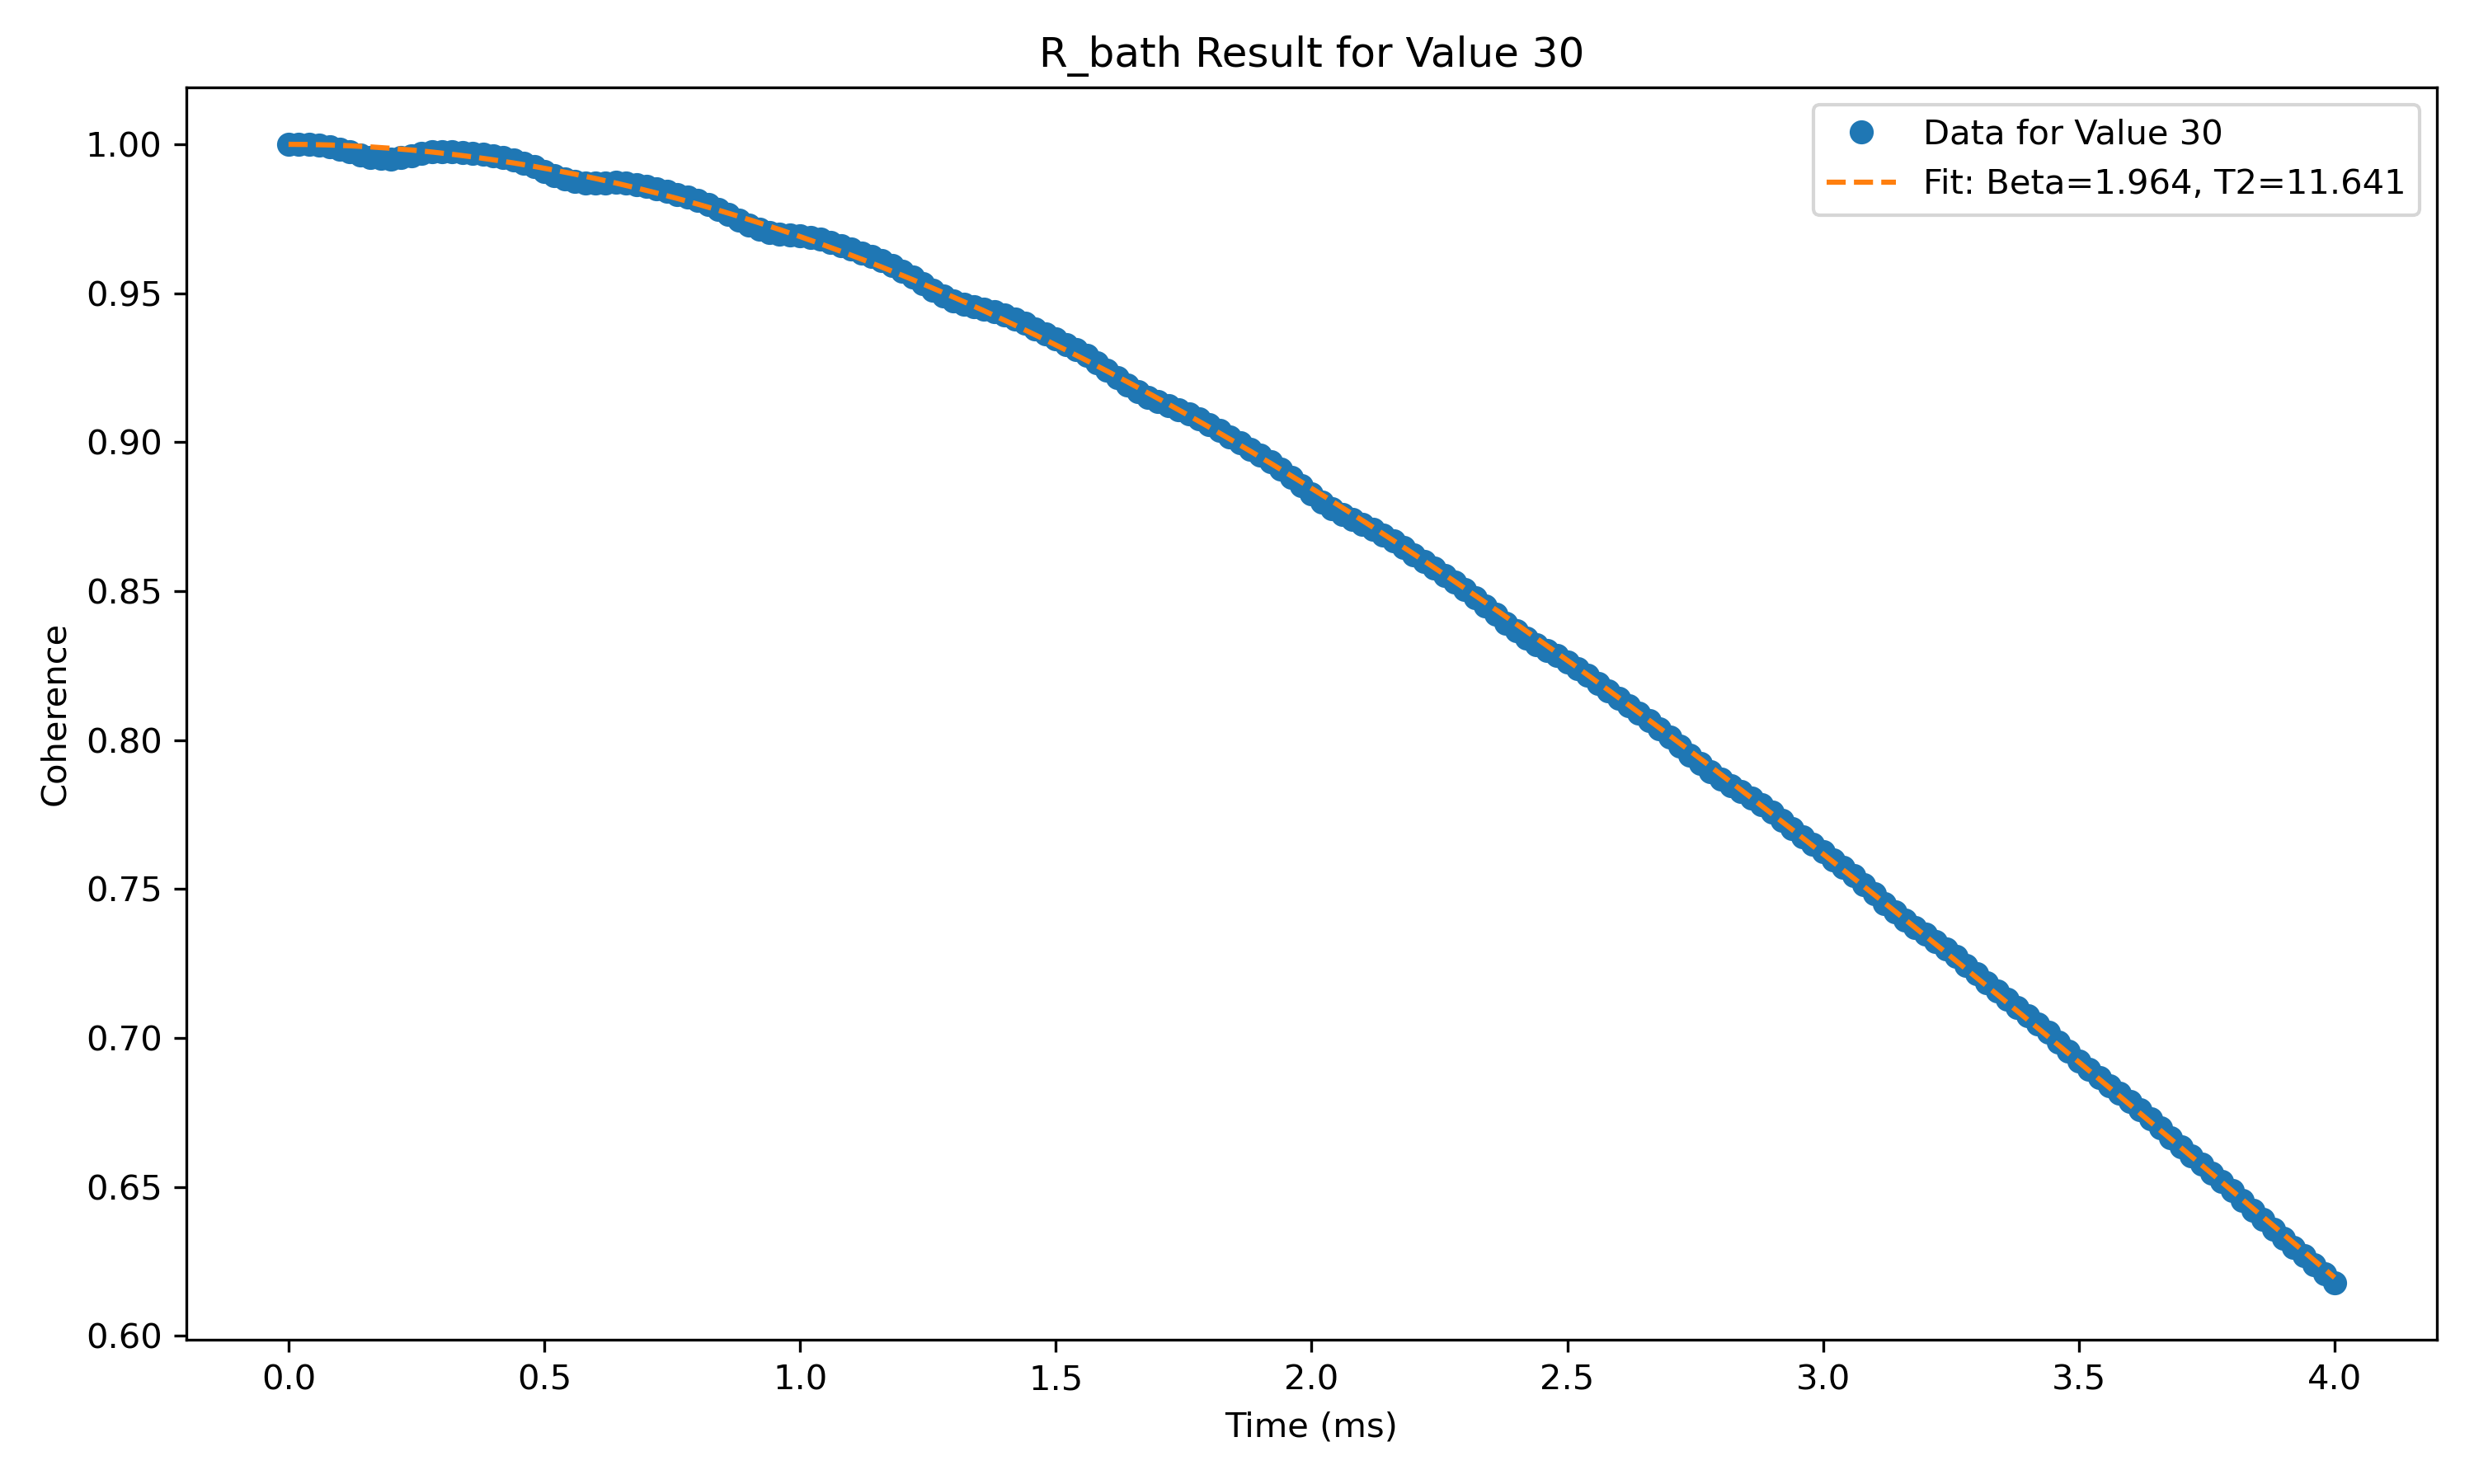 R_bath Result for Value 30
Data for Value 30
Fit: Beta=1.964, T2=11.641
1.00
0.95
0.90
0.85
0.80
0.75
0.70
0.65
0.60
Coherence
0.0 0.5 1.0 1.5 2.0 2.5 3.0 3.5 4.0
Time (ms)